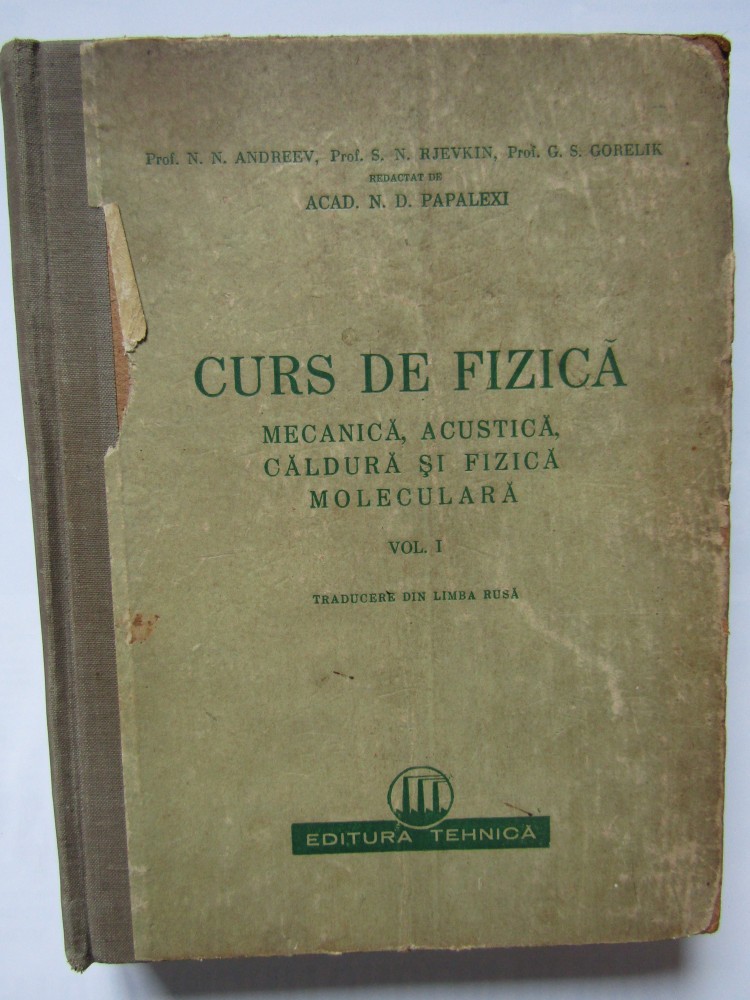 Prof. N. N. ANDREEV, Prof. S. N. RJEVKIN, Prof. G. S. GORELIK
REDACTAT DE
ACAD. N. D. PAPALEXI
CURS DE FIZICĂ
MECANICĂ, ACUSTICĂ,
CĂLDURĂ ȘI FIZICĂ
MOLECULARĂ
VOL. I
TRADUCERE DIN LIMBA RUSĂ
EDITURA TEHNICĂ